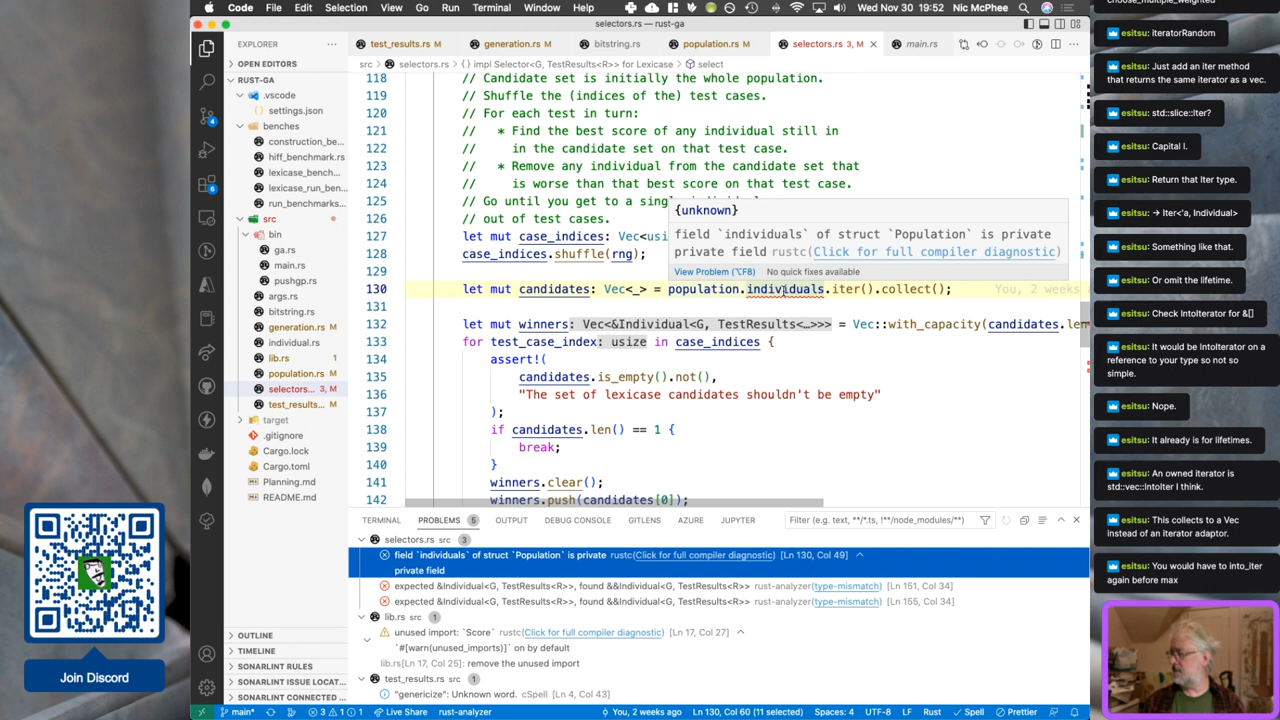 Code File Edit Selection View Go Run Terminal Window Help
Wed Nov 30 19:52 Nic McPhee
selectors.rs — rust-ga
EXPLORER
OPEN EDITORS
RUST-GA
.vscode
settings.json
benches
construction_be...
hiff_benchmark.rs
lexicase_bench...
lexicase_run_ben...
run_benchmarks...
src
bin
ga.rs
main.rs
pushgp.rs
args.rs
bitstring.rs
generation.rs M
individual.rs
lib.rs 1
population.rs M
selectors... 3, M
test_results... M
target
.gitignore
Cargo.lock
Cargo.toml
Planning.md
README.md
OUTLINE
TIMELINE
SONARLINT RULES
SONARLINT ISSUE LOCAT...
SONARLINT CONNECTED ...
4
6
test_results.rs M
generation.rs M
bitstring.rs
population.rs M
selectors.rs 3, M
main.rs
src > selectors.rs > {} impl Selector<G, TestResults<R>> for Lexicase > select
118 // Candidate set is initially the whole population.
119 // Shuffle the (indices of the) test cases.
120 // For each test in turn:
121 // * Find the best score of any individual still in
122 // in the candidate set on that test case.
123 // * Remove any individual from the candidate set that
124 // is worse than that best score on that test case.
125 // Go until you get to a single individ
126 // out of test cases.
127 let mut case_indices: Vec<usi
128 case_indices.shuffle(rng);
129
130 let mut candidates: Vec<_> = population.individuals.iter().collect(); You, 2 weeks a
131
132 let mut winners: Vec<&Individual<G, TestResults<…>>> = Vec::with_capacity(candidates.len
133 for test_case_index: usize in case_indices {
134 assert!(
135 candidates.is_empty().not(),
136 "The set of lexicase candidates shouldn't be empty"
137 );
138 if candidates.len() == 1 {
139 break;
140 }
141 winners.clear();
142 winners.push(candidates[0]);
{unknown}
field `individuals` of struct `Population` is private
private field rustc(Click for full compiler diagnostic)
View Problem (⌥F8) No quick fixes available
TERMINAL PROBLEMS 5 OUTPUT DEBUG CONSOLE GITLENS AZURE JUPYTER
Filter (e.g. text, **/*.ts, !**/node_modules/**)
selectors.rs src 3
field `individuals` of struct `Population` is private rustc(Click for full compiler diagnostic) [Ln 130, Col 49]
private field
expected &Individual<G, TestResults<R>>, found &&Individual<G, TestResults<R>> rust-analyzer(type-mismatch) [Ln 151, Col 34]
expected &Individual<G, TestResults<R>>, found &&Individual<G, TestResults<R>> rust-analyzer(type-mismatch) [Ln 155, Col 34]
lib.rs src 1
unused import: `Score` rustc(Click for full compiler diagnostic) [Ln 17, Col 27]
`#[warn(unused_imports)]` on by default
lib.rs[Ln 17, Col 25]: remove the unused import
test_results.rs src 1
"genericize": Unknown word. cSpell [Ln 4, Col 43]
main* 3 1 1 Live Share rust-analyzer You, 2 weeks ago Ln 130, Col 60 (11 selected) Spaces: 4 UTF-8 LF Rust Spell Prettier
Join Discord
choose_multiple_weighted
esitsu: iteratorRandom
esitsu: Just add an iter method
that returns the same iterator as a vec.
esitsu: std::slice::Iter?
esitsu: Capital I.
esitsu: Return that Iter type.
esitsu: -> Iter<'a, Individual>
esitsu: Something like that.
esitsu: Or omit the lifetime.
esitsu: Check IntoIterator for &[]
esitsu: It would be IntoIterator on a
reference to your type so not so
simple.
esitsu: Nope.
esitsu: It already is for lifetimes.
esitsu: An owned iterator is
std::vec::IntoIter I think.
esitsu: This collects to a Vec
instead of an iterator adaptor.
esitsu: You would have to into_iter
again before max